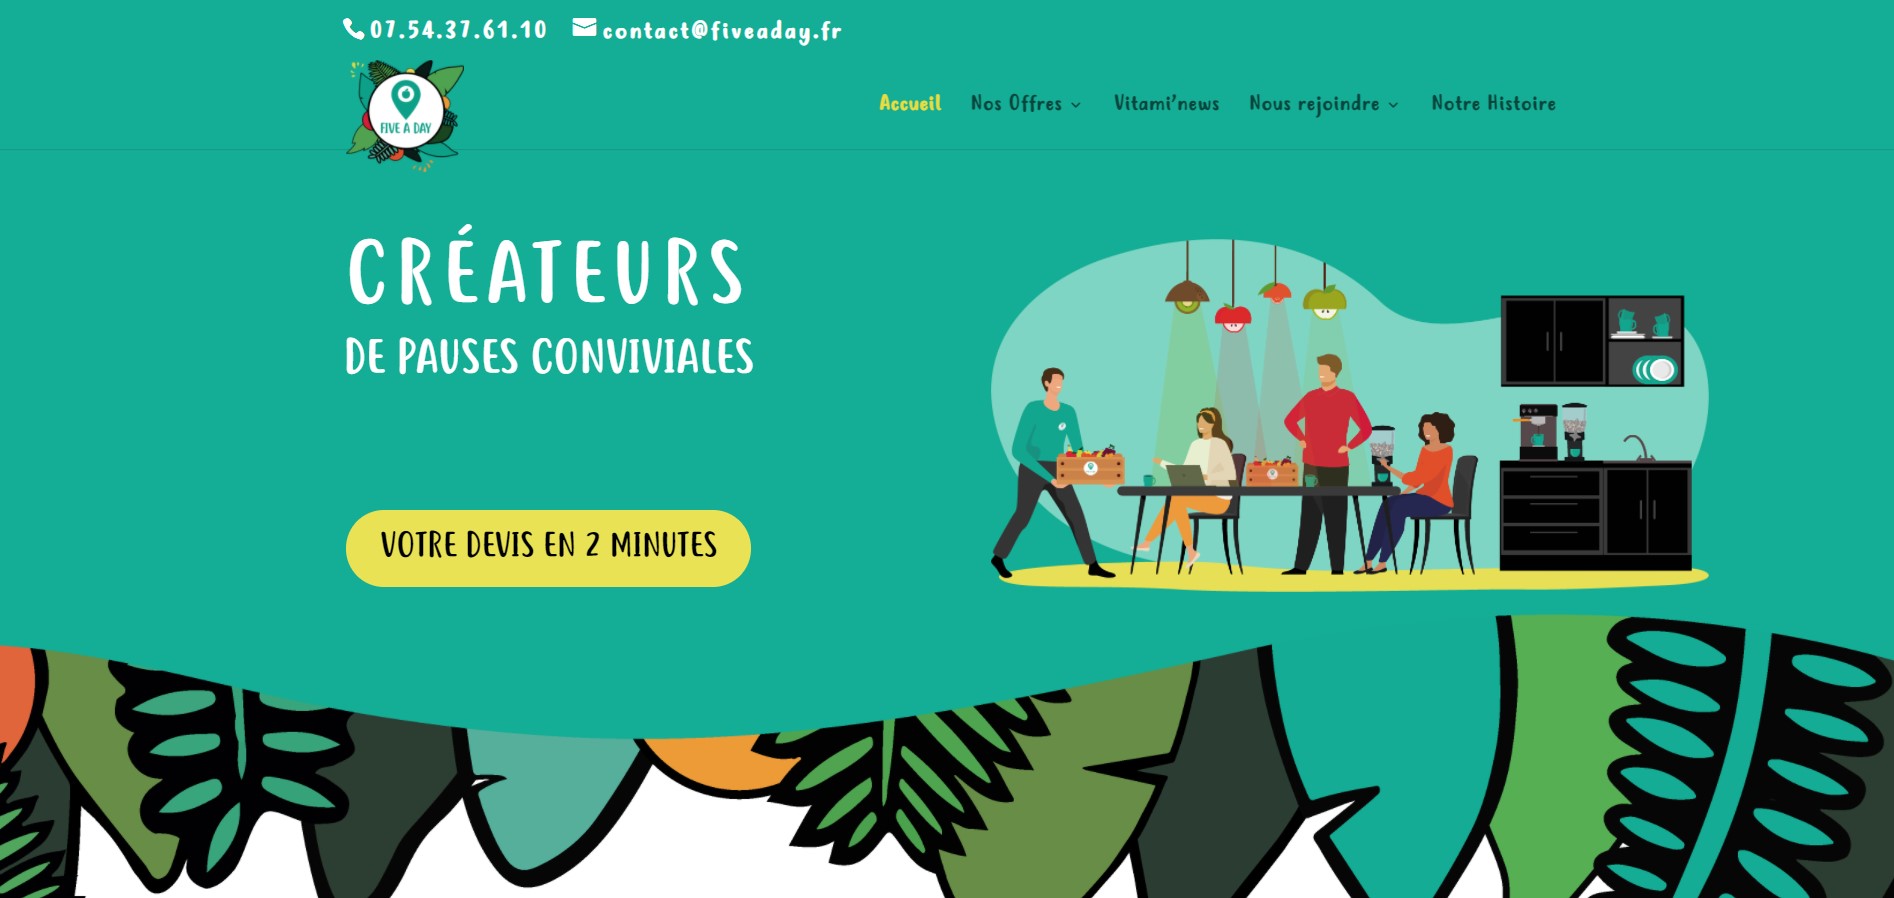 07.54.37.61.10 contact@fiveaday.fr
FIVE A DAY
Accueil Nos Offres Vitami'news Nous rejoindre Notre Histoire
CRÉATEURS
DE PAUSES CONVIVIALES
VOTRE DEVIS EN 2 MINUTES